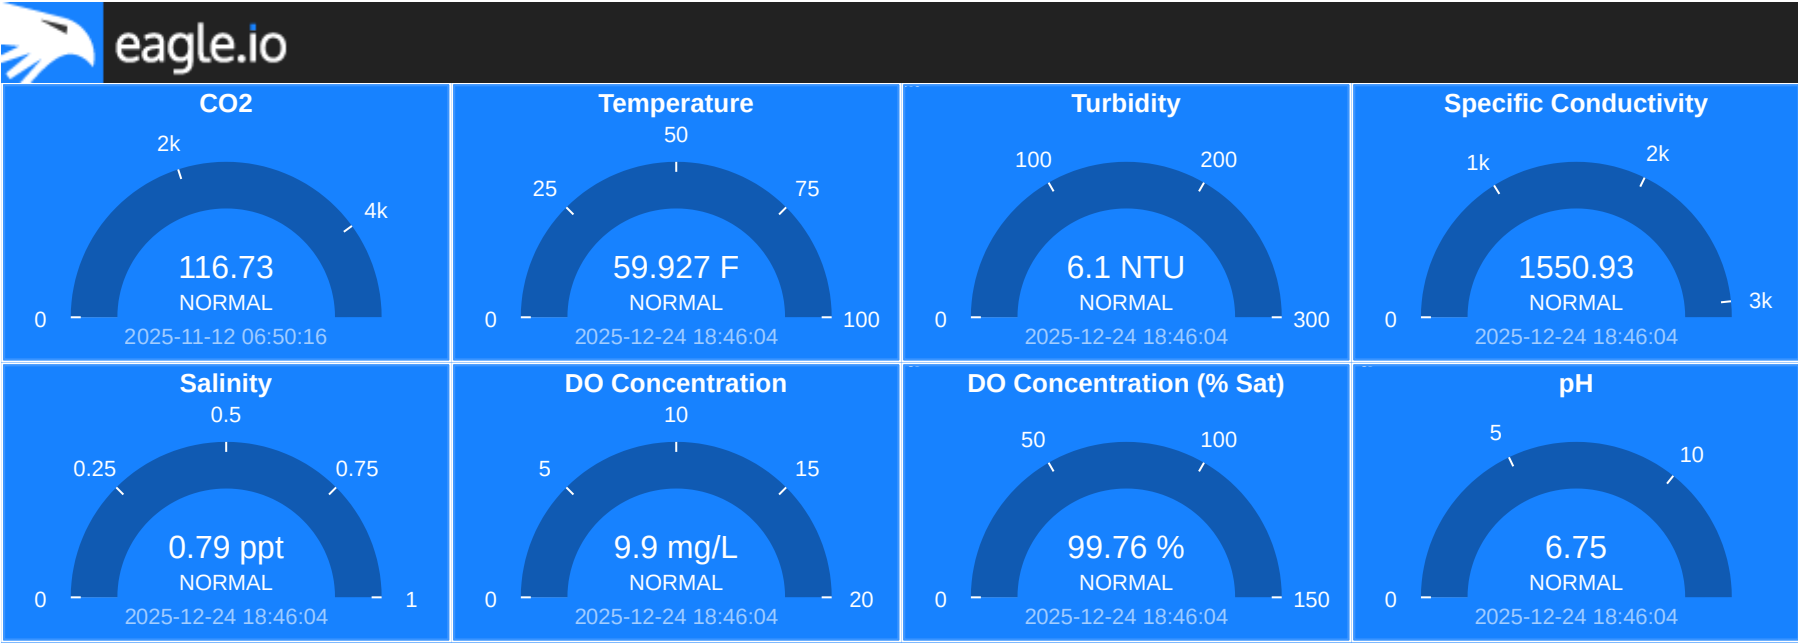 eagle.io
CO2
2k
4k
0
116.73
NORMAL
2025-11-12 06:50:16
Temperature
50
25
75
0
100
59.927 F
NORMAL
2025-12-24 18:46:04
Turbidity
100
200
0
300
6.1 NTU
NORMAL
2025-12-24 18:46:04
Specific Conductivity
1k
2k
0
3k
1550.93
NORMAL
2025-12-24 18:46:04
Salinity
0.5
0.25
0.75
0
1
0.79 ppt
NORMAL
2025-12-24 18:46:04
DO Concentration
10
5
15
0
20
9.9 mg/L
NORMAL
2025-12-24 18:46:04
DO Concentration (% Sat)
50
100
0
150
99.76 %
NORMAL
2025-12-24 18:46:04
pH
5
10
0
6.75
NORMAL
2025-12-24 18:46:04